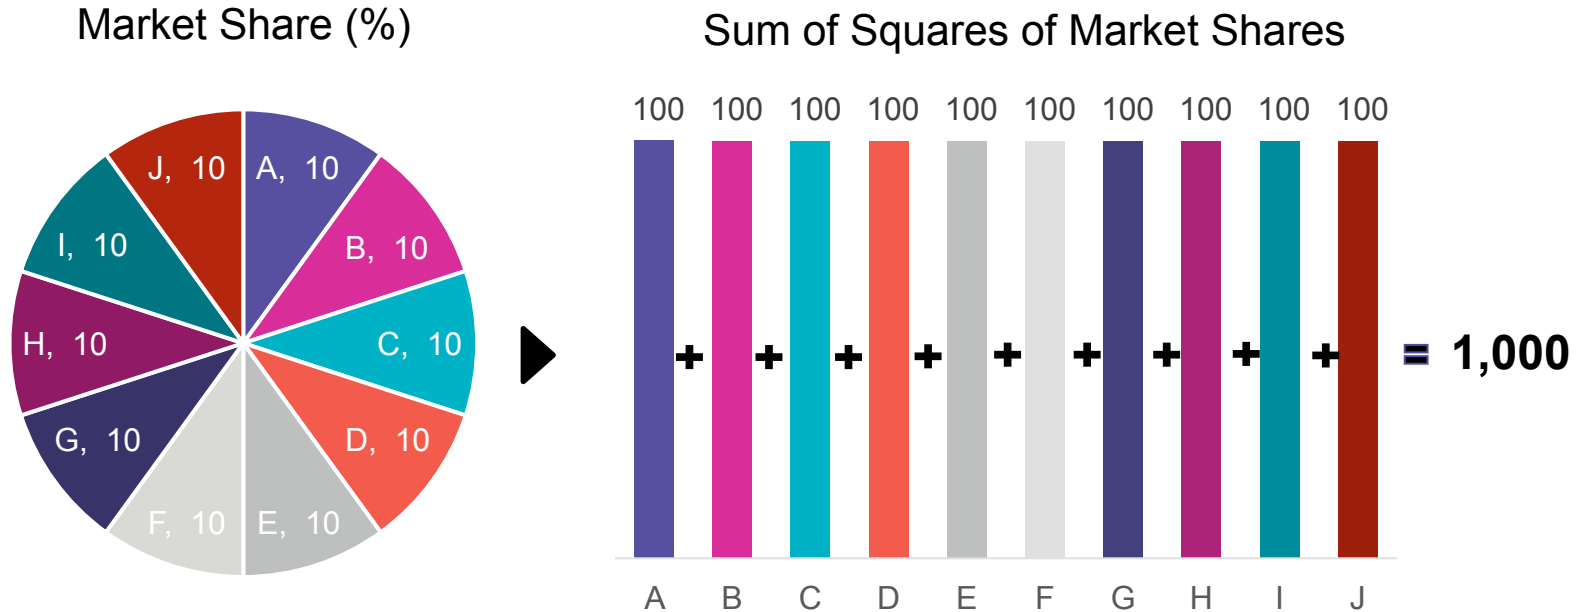 Market Share (%)
Sum of Squares of Market Shares
J, 10
A, 10
I, 10
B, 10
H, 10
C, 10
G, 10
D, 10
F, 10
E, 10
100 100 100 100 100 100 100 100 100 100
+ + + + + + + + + = 1,000
A B C D E F G H I J